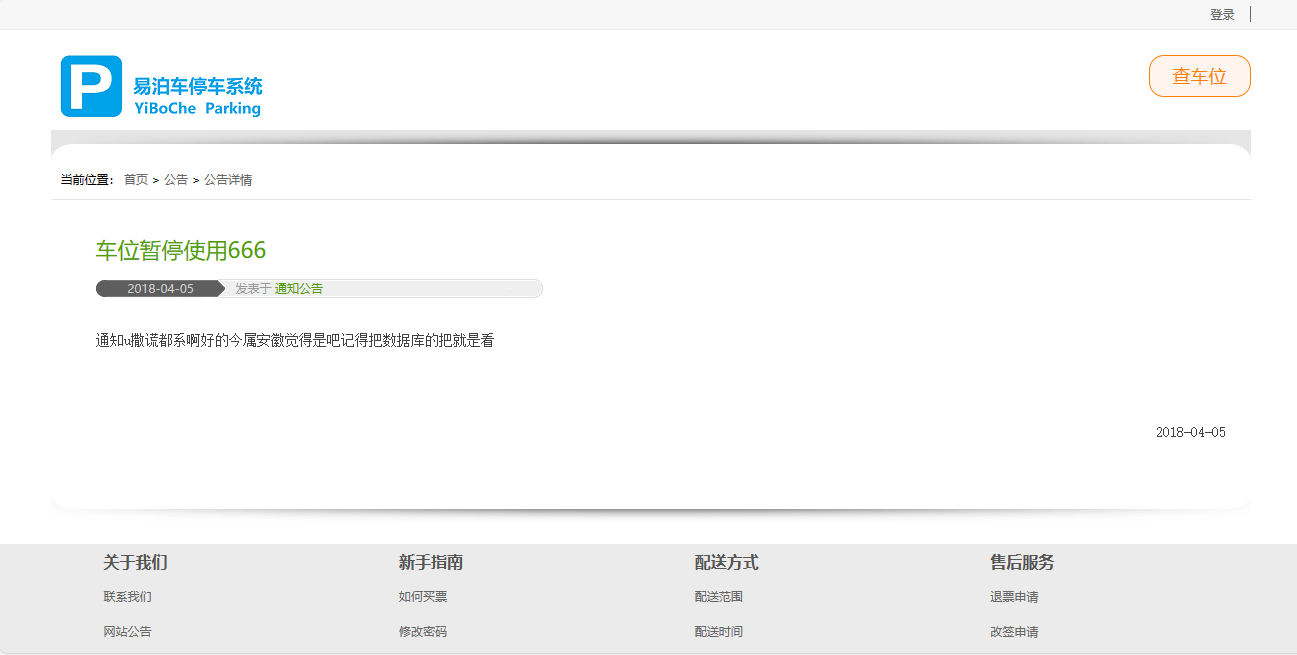 登录
易泊车停车系统
YiBoChe Parking
查车位
当前位置： 首页 > 公告 > 公告详情
车位暂停使用666
2018-04-05 发表于 通知公告
通知u撒谎都系啊好的今属安徽觉得是吧记得把数据库的把就是看
2018-04-05
关于我们 新手指南 配送方式 售后服务
联系我们 如何买票 配送范围 退票申请
网站公告 修改密码 配送时间 改签申请